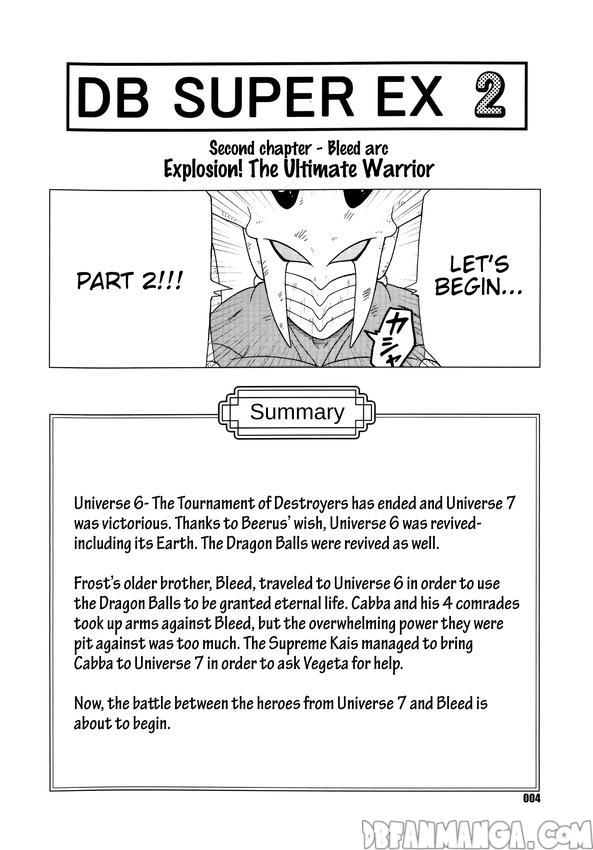 DB SUPER EX 2
Second chapter - Bleed arc
Explosion! The Ultimate Warrior
PART 2!!!
LET'S
BEGIN...
カシャ
Summary
Universe 6- The Tournament of Destroyers has ended and Universe 7
was victorious. Thanks to Beerus' wish, Universe 6 was revived-
including its Earth. The Dragon Balls were revived as well.
Frost's older brother, Bleed, traveled to Universe 6 in order to use
the Dragon Balls to be granted eternal life. Cabba and his 4 comrades
took up arms against Bleed, but the overwhelming power they were
pit against was too much. The Supreme Kais managed to bring
Cabba to Universe 7 in order to ask Vegeta for help.
Now, the battle between the heroes from Universe 7 and Bleed is
about to begin.
004
DBFANMANGA.COM